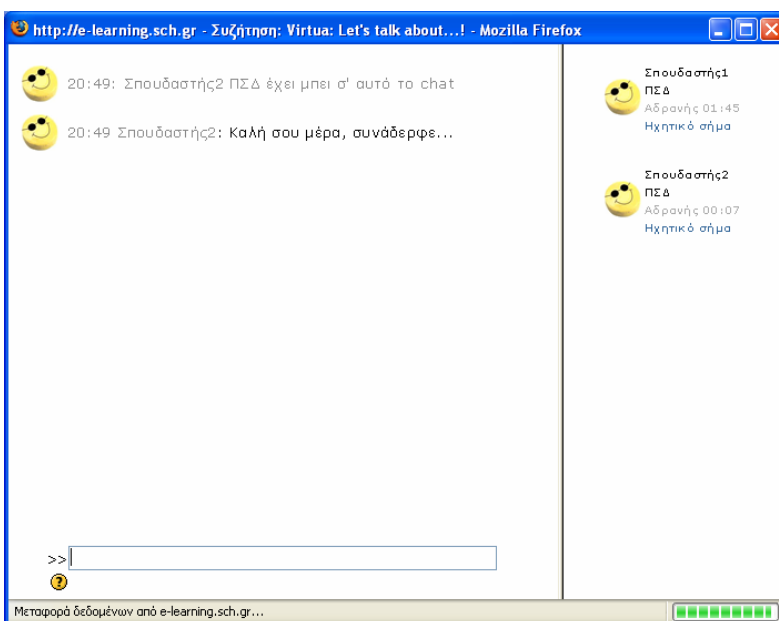 http://e-learning.sch.gr - Συζήτηση: Virtua: Let's talk about...! - Mozilla Firefox
20:49: Σπουδαστής2 ΠΣΔ έχει μπει σ' αυτό το chat
20:49 Σπουδαστής2: Καλή σου μέρα, συνάδερφε...
Σπουδαστής1
ΠΣΔ
Αδρανής 01:45
Ηχητικό σήμα
Σπουδαστής2
ΠΣΔ
Αδρανής 00:07
Ηχητικό σήμα
>>
?
Μεταφορά δεδομένων από e-learning.sch.gr...